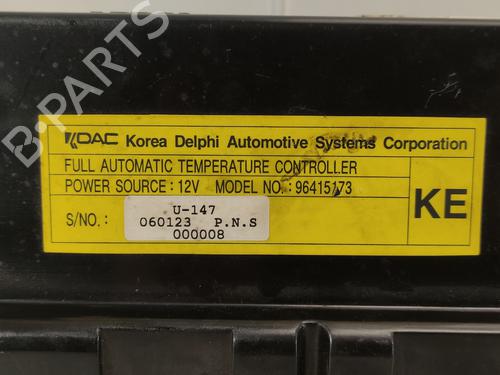 KDAC Korea Delphi Automotive Systems Corporation
FULL AUTOMATIC TEMPERATURE CONTROLLER
POWER SOURCE : 12V MODEL NO.: 96415173
KE
S/NO.:
U-147
060123 P.N.S
000008